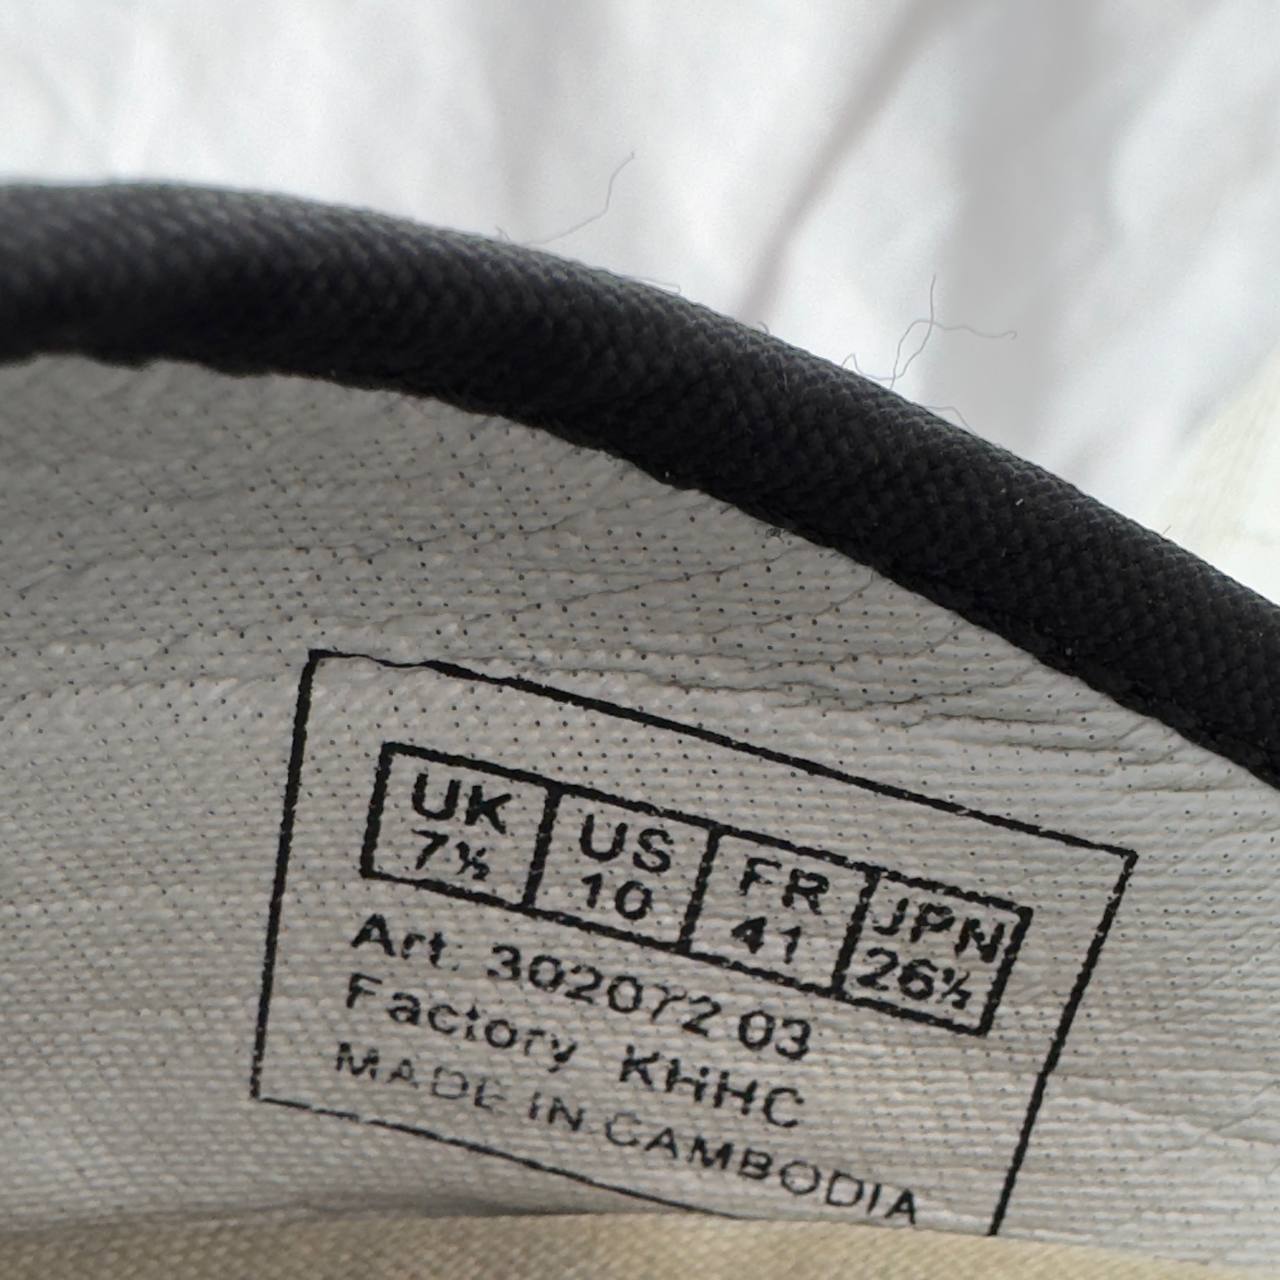 UK US FR JPN
7½ 10 41 26½
Art. 302072 03
Factory KHHC
MADE IN CAMBODIA